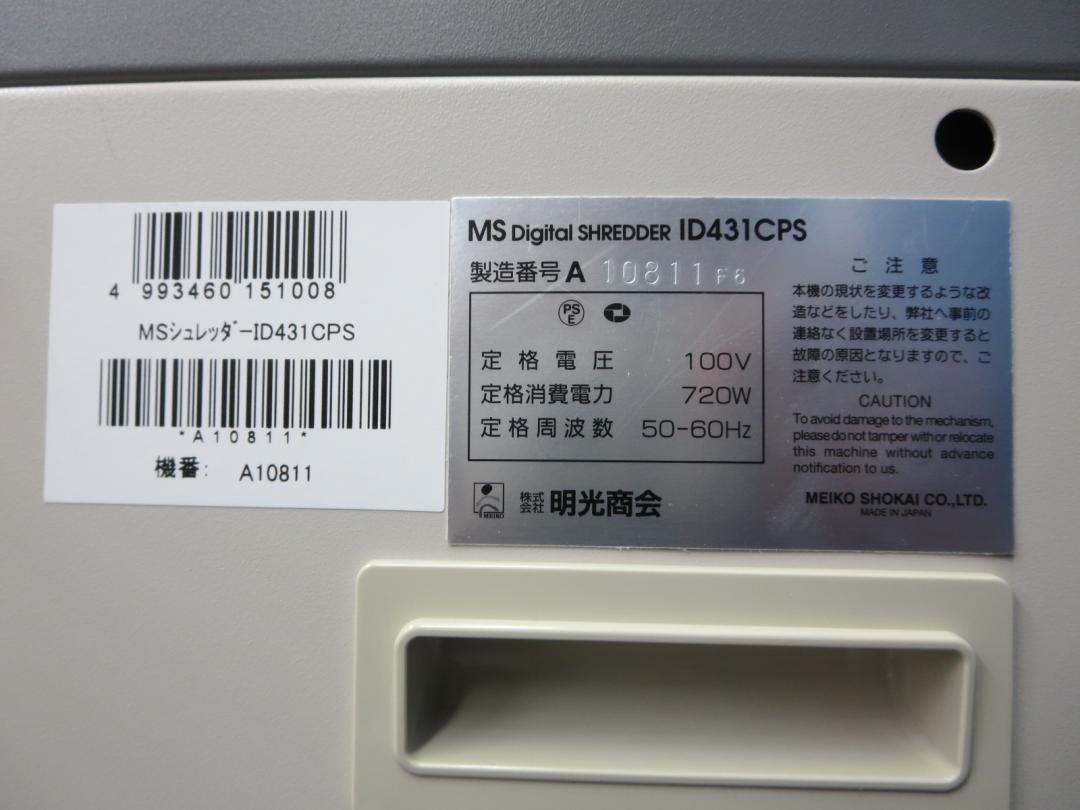 4 993460 151008
MSシュレッダーID431CPS
*A10811*
機番: A10811
MS Digital SHREDDER ID431CPS
製造番号 A 10811 F6
PS
E
定格電圧 100V
定格消費電力 720W
定格周波数 50-60Hz
MEIKO
株式
会社 明光商会
ご注意
本機の現状を変更するような改
造などをしたり、弊社へ事前の
連絡なく設置場所を変更すると
故障の原因となりますので、ご
注意ください。
CAUTION
To avoid damage to the mechanism,
please do not tamper with or relocate
this machine without advance
notification to us.
MEIKO SHOKAI CO.,LTD.
MADE IN JAPAN